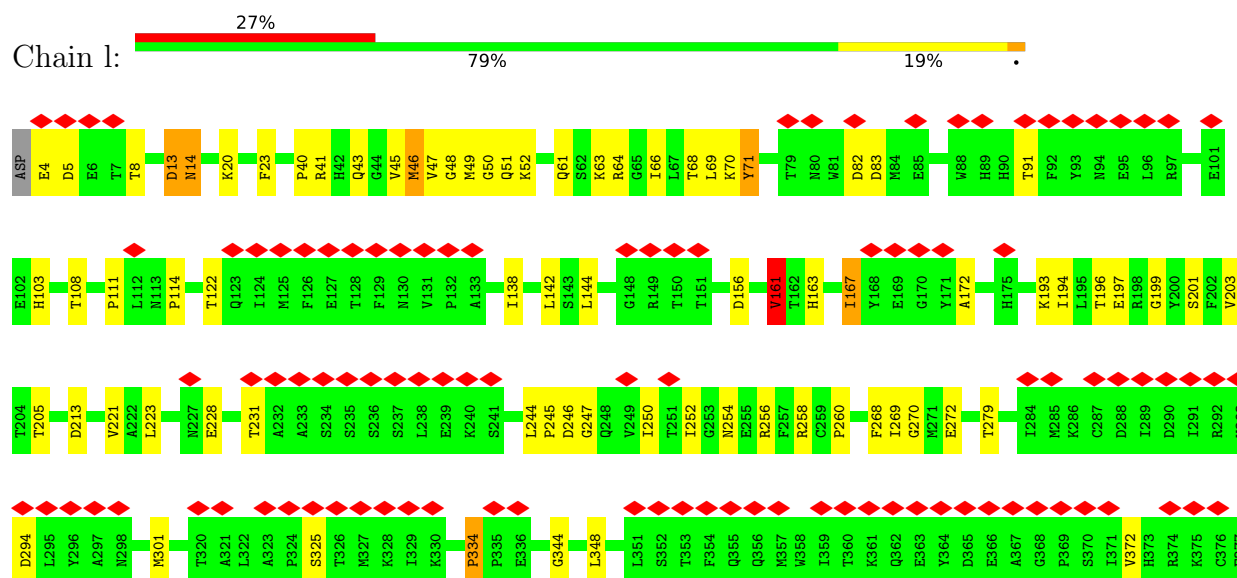 27%
Chain l:
79% 19% •
ASP E4 D5 E6 T7 T8 D13 N14 K20 F23 P40 R41 H42 Q43 G44 V45 M46 V47 G48 M49 G50 Q51 K52 Q61 S62 K63 R64 G65 I66 L67 T68 L69 K70 Y71 T79 N80 W81 D82 D83 M84 E85 W88 H89 H90 T91 F92 Y93 N94 E95 L96 R97 E101
E102 H103 T108 P111 L112 N113 P114 T122 Q123 I124 M125 F126 E127 T128 F129 N130 V131 P132 A133 I138 L142 S143 L144 G148 R149 T150 T151 D156 V161 T162 H163 I167 Y168 E169 G170 Y171 A172 H175 K193 I194 L195 T196 E197 R198 G199 Y200 S201 F202 V203
T204 T205 D213 V221 A222 L223 N227 E228 T231 A232 A233 S234 S235 S236 S237 L238 E239 K240 S241 L244 P245 D246 G247 Q248 V249 I250 T251 I252 G253 N254 E255 R256 F257 R258 C259 P260 F268 I269 G270 M271 E272 T279 I284 M285 K286 C287 D288 I289 D290 I291 R292
D294 L295 Y296 A297 N298 M301 T320 A321 L322 A323 P324 S325 T326 M327 K328 I329 K330 P334 P335 E336 G344 L348 L351 S352 T353 F354 Q355 Q356 M357 W358 I359 T360 K361 Q362 E363 Y364 D365 E366 A367 G368 P369 S370 I371 V372 H373 R374 K375 C376